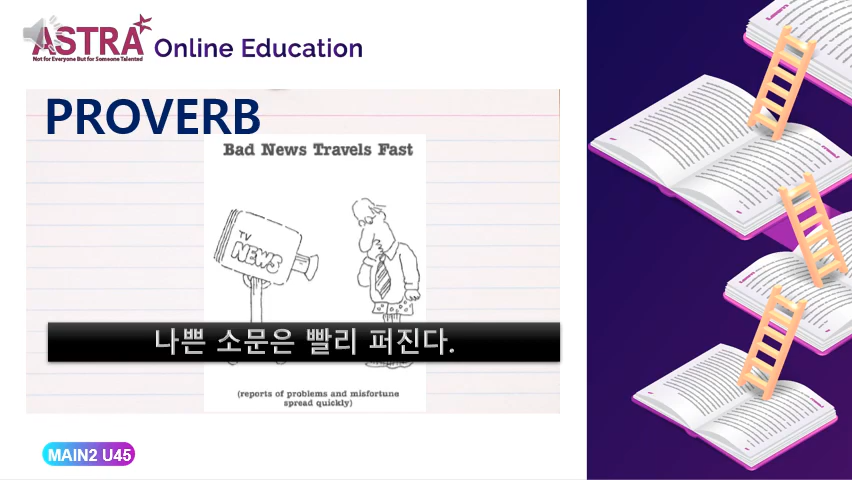 ASTRA
Not for Everyone But for Someone Talented
Online Education
PROVERB
Bad News Travels Fast
TV
NEWS
나쁜 소문은 빨리 퍼진다.
(reports of problems and misfortune
spread quickly)
MAIN2 U45